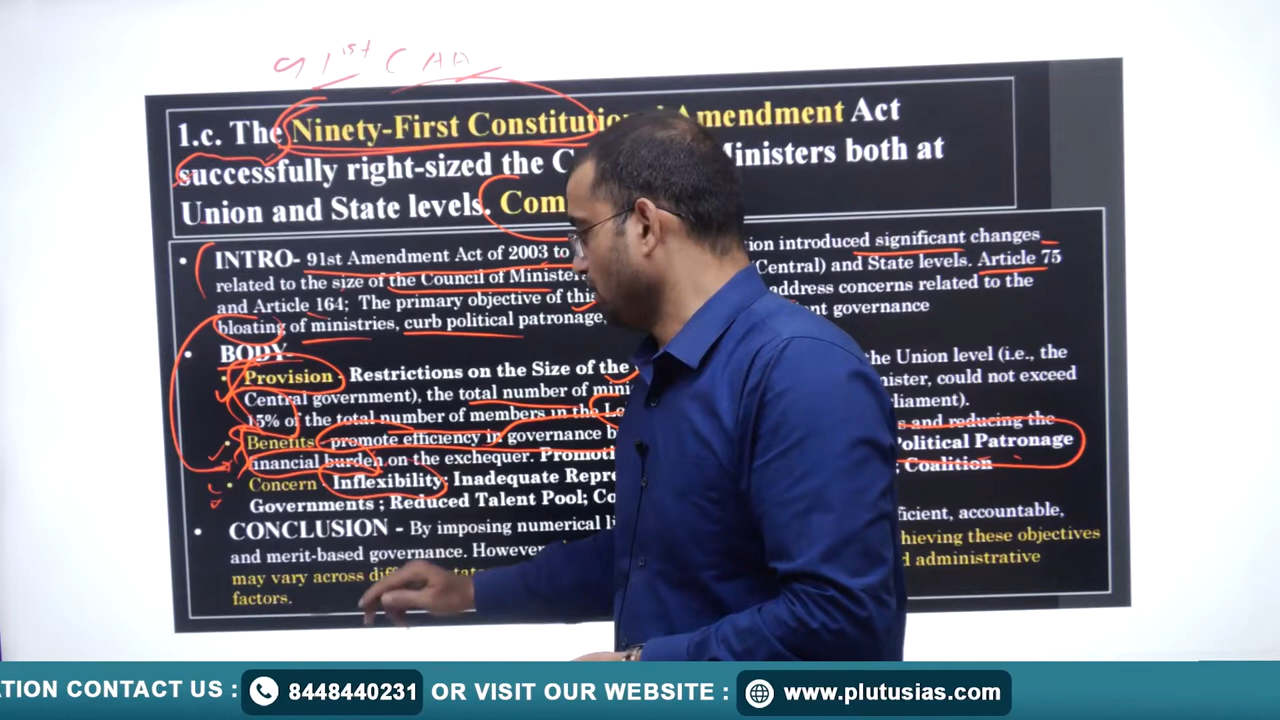 91st CAA
1.c. The Ninety-First Constitutio Amendment Act
successfully right-sized the C Ministers both at
Union and State levels. Com
• INTRO- 91st Amendment Act of 2003 to ion introduced significant changes
related to the size of the Council of Minister (Central) and State levels. Article 75
and Article 164; The primary objective of this address concerns related to the
bloating of ministries, curb political patronage, nt governance
• BODY-
• Provision - Restrictions on the Size of the the Union level (i.e., the
Central government), the total number of mini nister, could not exceed
15% of the total number of members in the Lo liament).
• Benefits - promote efficiency in governance b s and reducing the
financial burden on the exchequer. Promoti Political Patronage
• Concern - Inflexibility; Inadequate Repre ; Coalition
Governments ; Reduced Talent Pool; Co
• CONCLUSION - By imposing numerical li ficient, accountable,
and merit-based governance. However hieving these objectives
may vary across diff d administrative
factors.
ATION CONTACT US : 8448440231 OR VISIT OUR WEBSITE : www.plutusias.com